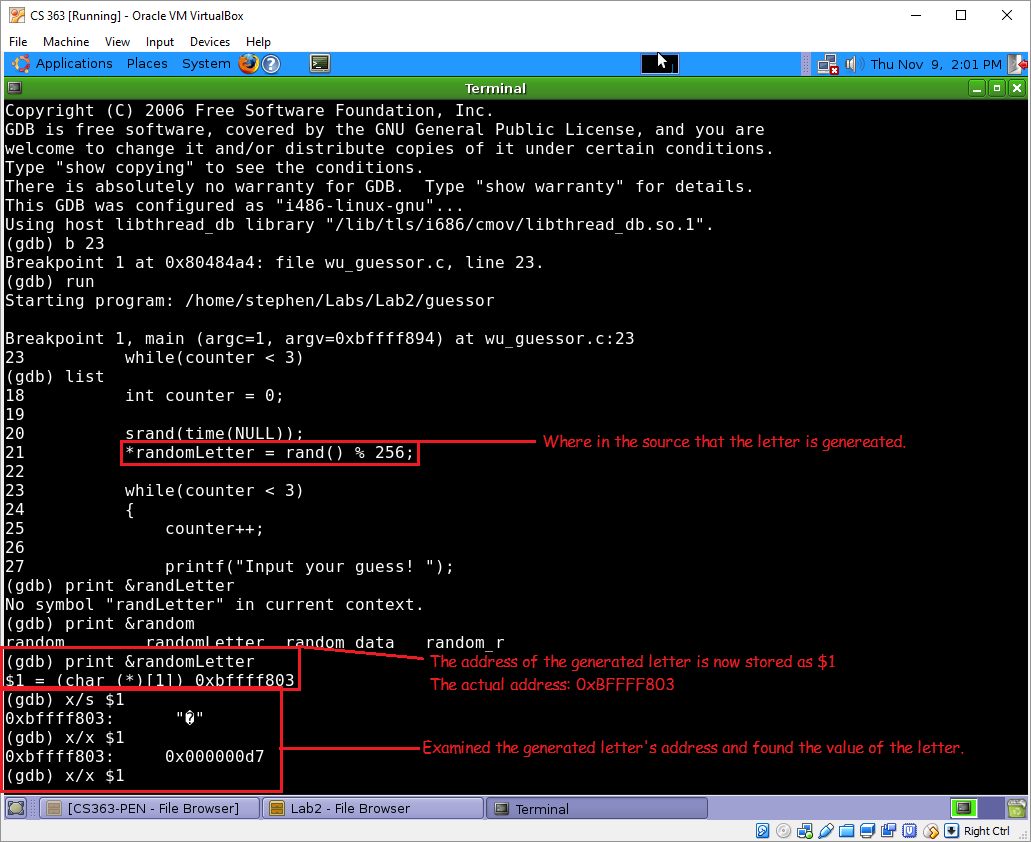 CS 363 [Running] - Oracle VM VirtualBox
File Machine View Input Devices Help
Applications Places System Thu Nov 9, 2:01 PM
Terminal
Copyright (C) 2006 Free Software Foundation, Inc.
GDB is free software, covered by the GNU General Public License, and you are
welcome to change it and/or distribute copies of it under certain conditions.
Type "show copying" to see the conditions.
There is absolutely no warranty for GDB.  Type "show warranty" for details.
This GDB was configured as "i486-linux-gnu"...
Using host libthread_db library "/lib/tls/i686/cmov/libthread_db.so.1".
(gdb) b 23
Breakpoint 1 at 0x80484a4: file wu_guessor.c, line 23.
(gdb) run
Starting program: /home/stephen/Labs/Lab2/guessor
Breakpoint 1, main (argc=1, argv=0xbffff894) at wu_guessor.c:23
23          while(counter < 3)
(gdb) list
18          int counter = 0;
19
20          srand(time(NULL));
21          *randomLetter = rand() % 256;
Where in the source that the letter is genereated.
22
23          while(counter < 3)
24          {
25              counter++;
26
27              printf("Input your guess! ");
(gdb) print &randLetter
No symbol "randLetter" in current context.
(gdb) print &random
random        randomLetter  random_data   random_r
(gdb) print &randomLetter
The address of the generated letter is now stored as $1
$1 = (char (*)[1]) 0xbffff803
The actual address: 0xBFFFF803
(gdb) x/s $1
0xbffff803:      "�"
(gdb) x/x $1
Examined the generated letter's address and found the value of the letter.
0xbffff803:     0x000000d7
(gdb) x/x $1
[CS363-PEN - File Browser] Lab2 - File Browser Terminal
Right Ctrl